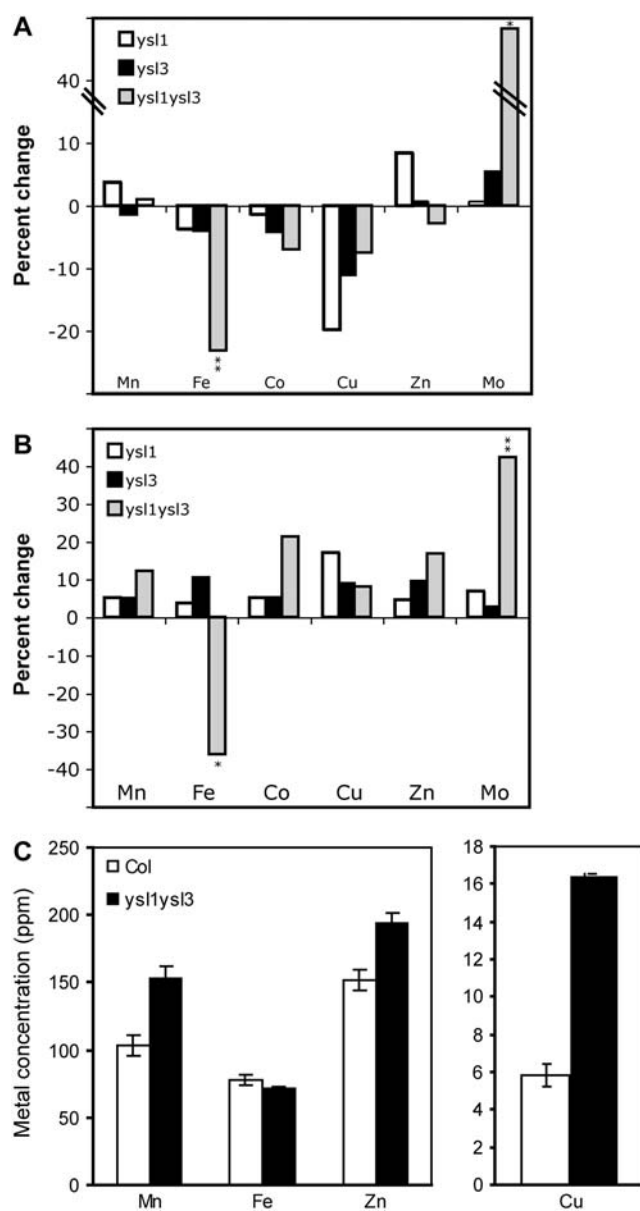 A
ysl1
ysl3
ysl1ysl3
Percent change
40
10
0
-10
-20
*
**
Mn Fe Co Cu Zn Mo
B
ysl1
ysl3
ysl1ysl3
Percent change
40
30
20
10
0
-10
-20
-30
-40
**
*
Mn Fe Co Cu Zn Mo
C
Col
ysl1ysl3
Metal concentration (ppm)
250
200
150
100
50
0
Mn Fe Zn
18
16
14
12
10
8
6
4
2
0
Cu